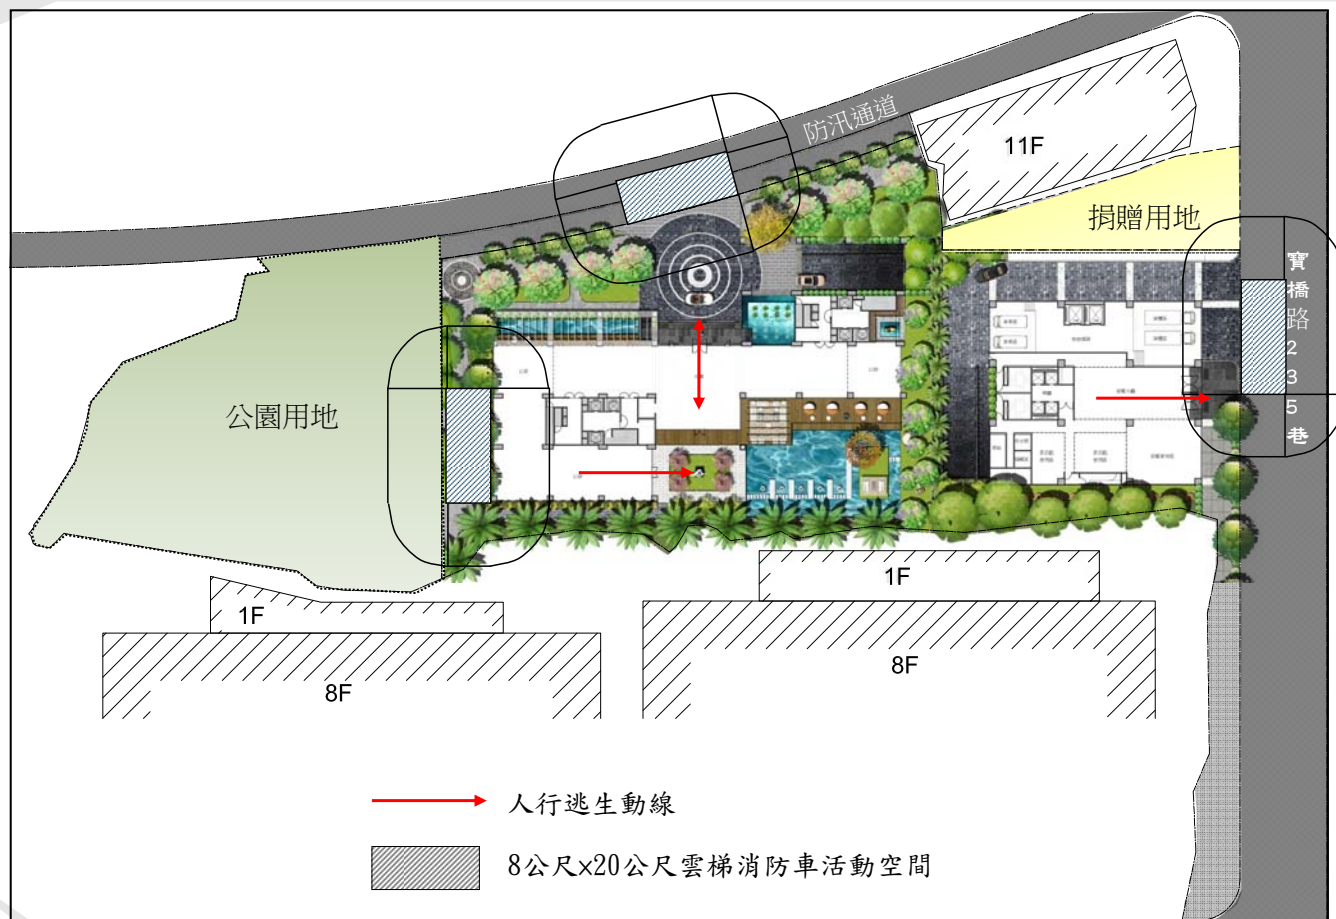 防汛通道
11F
捐贈用地
寶橋路235巷
公園用地
1F
1F
8F
8F
人行逃生動線
8公尺x20公尺雲梯消防車活動空間